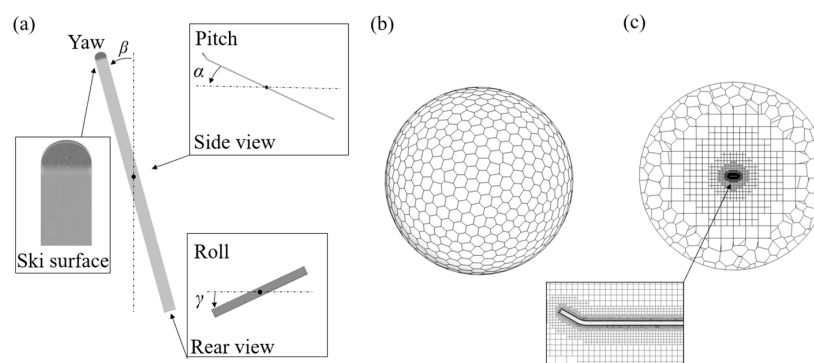 (a)
Yaw
β
Pitch
α
Side view
Ski surface
Roll
γ
Rear view
(b)
(c)